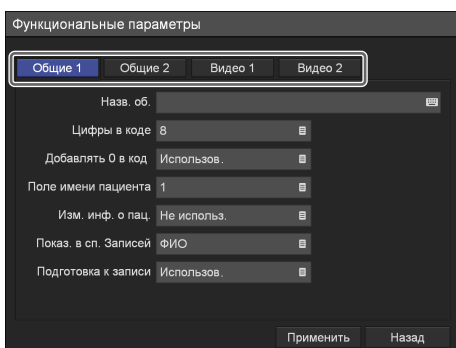 Функциональные параметры
Общие 1 Общие 2 Видео 1 Видео 2
Назв. об.
Цифры в коде 8
Добавлять 0 в код Использов.
Поле имени пациента 1
Изм. инф. о пац. Не использ.
Показ. в сп. Записей ФИО
Подготовка к записи Использов.
Применить Назад